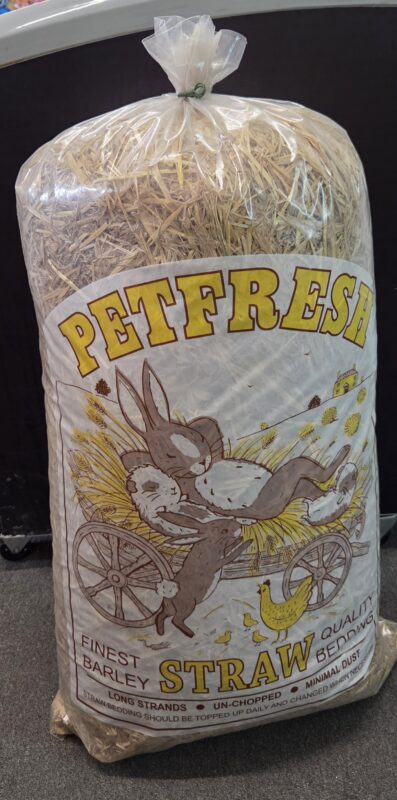 PETFRESH
FINEST BARLEY
STRAW
QUALITY BEDDING
LONG STRANDS • UN-CHOPPED • MINIMAL DUST
STRAW BEDDING SHOULD BE TOPPED UP DAILY AND CHANGED WHEN